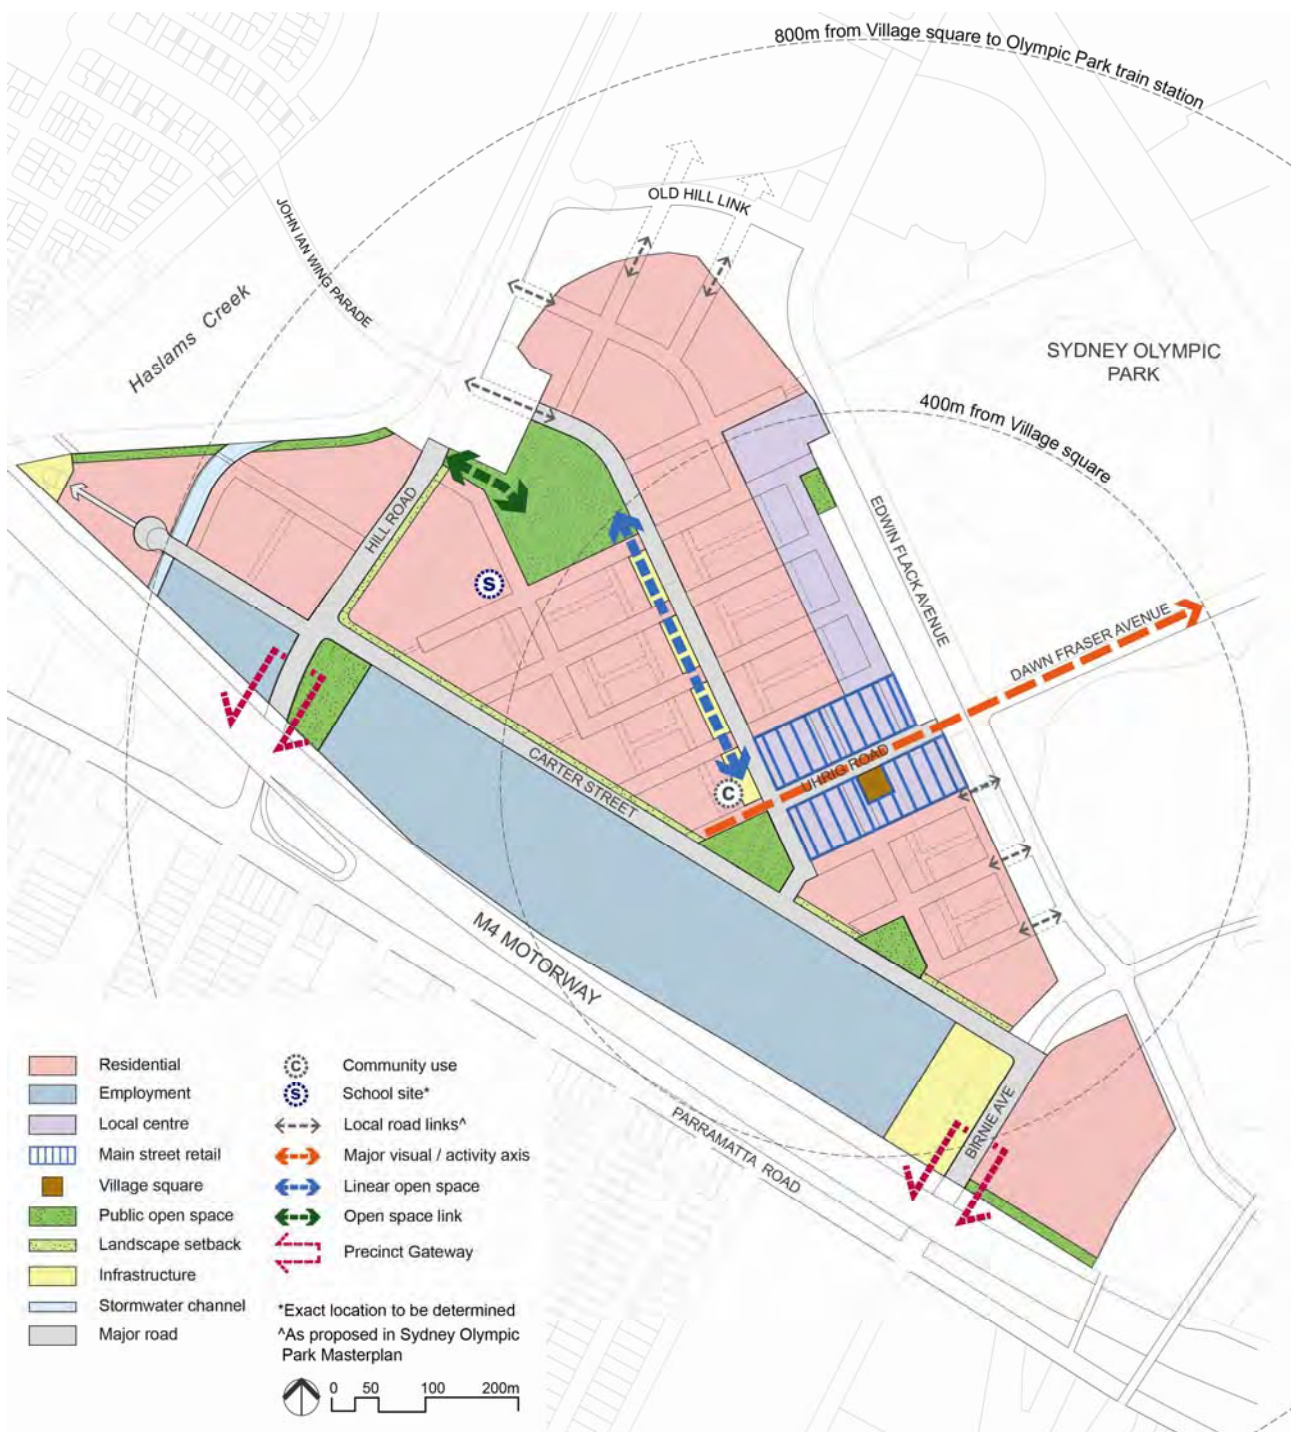 800m from Village square to Olympic Park train station
OLD HILL LINK
JOHN IAN WING PARADE
Haslams Creek
SYDNEY OLYMPIC
PARK
400m from Village square
HILL ROAD
EDWIN FLACK AVENUE
S
DAWN FRASER AVENUE
UHRIG ROAD
CARTER STREET
C
M4 MOTORWAY
BIRNIE AVE
PARRAMATTA ROAD
Residential
Employment
Local centre
Main street retail
Village square
Public open space
Landscape setback
Infrastructure
Stormwater channel
Major road
C Community use
S School site*
Local road links^
Major visual / activity axis
Linear open space
Open space link
Precinct Gateway
*Exact location to be determined
^As proposed in Sydney Olympic
Park Masterplan
0 50 100 200m